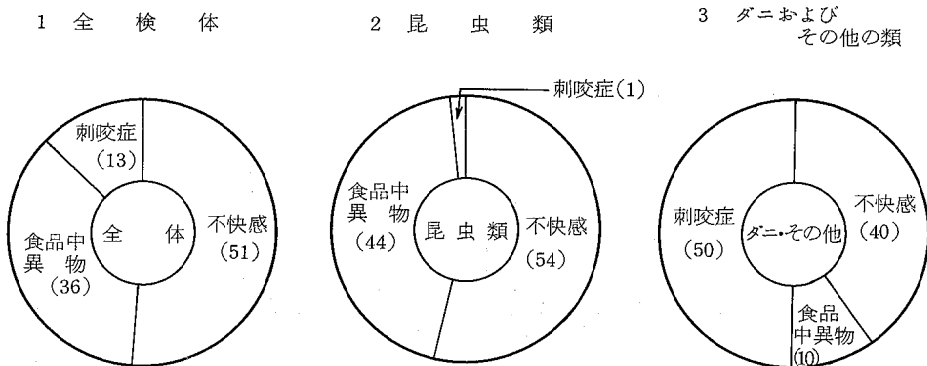 1 全検体
刺咬症
(13)
食品中
異物
(36)
全体
不快感
(51)
2 昆虫類
刺咬症(1)
食品中
異物
(44)
昆虫類
不快感
(54)
3 ダニおよび
その他の類
刺咬症
(50)
ダニ・その他
不快感
(40)
食品
中異物
(10)